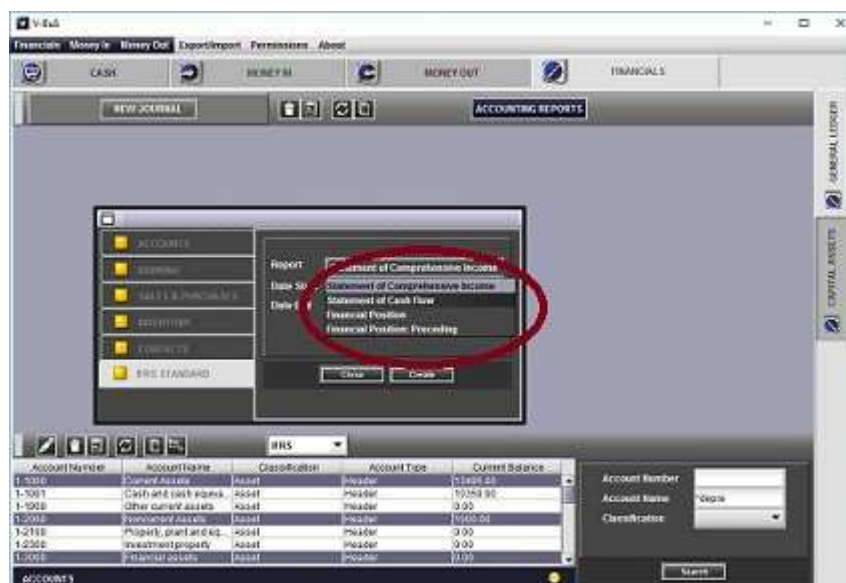 V-BuS
Financials Money In Money Out Export/Import Permissions About
CASH MONEY IN MONEY OUT FINANCIALS
NEW JOURNAL ACCOUNTING REPORTS
GENERAL LEDGER
CAPITAL ASSETS
ACCOUNTS
BANKING
SALES & PURCHASES
INVENTORY
CONTACTS
IFRS STANDARD
Report Statement of Comprehensive Income
Statement of Comprehensive Income
Statement of Cash flow
Financial Position
Financial Position: Preceding
Close Create
IFRS
Account Number Account Name Classification Account Type Current Balance
1-1000 Current Assets Asset Header
1-1001 Cash and cash equiva... Asset Header
1-1900 Other current assets Asset Header 0.00
1-2000 Noncurrent Assets Asset Header
1-2100 Property, plant and eq... Asset Header 0.00
1-2300 Investment property Asset Header 0.00
Financial assets Asset Header 0.00
Account Number
Account Name *depre
Classification
Search
ACCOUNTS